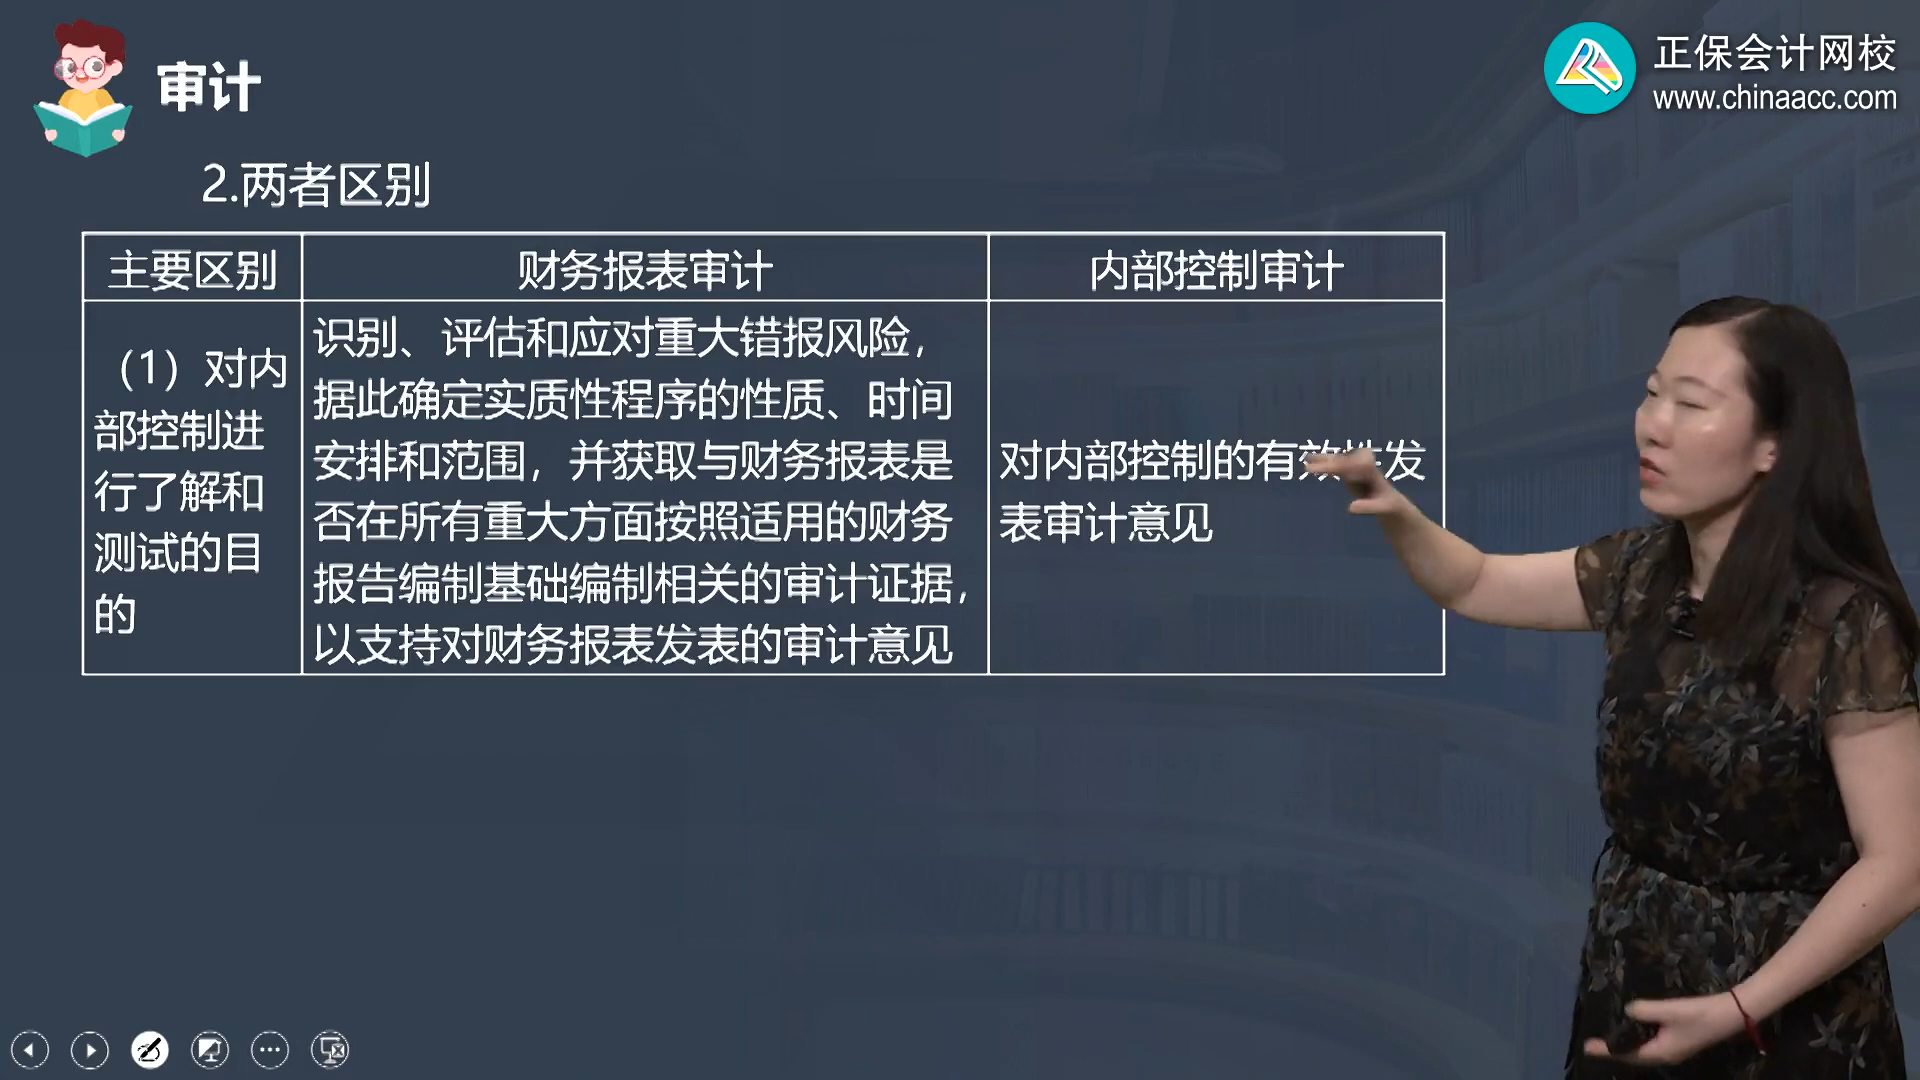 审计
正保会计网校
www.chinaacc.com
2.两者区别
主要区别
财务报表审计
内部控制审计
（1）对内
部控制进
行了解和
测试的目
的
识别、评估和应对重大错报风险，
据此确定实质性程序的性质、时间
安排和范围，并获取与财务报表是
否在所有重大方面按照适用的财务
报告编制基础编制相关的审计证据，
以支持对财务报表发表的审计意见
对内部控制的有效性发
表审计意见